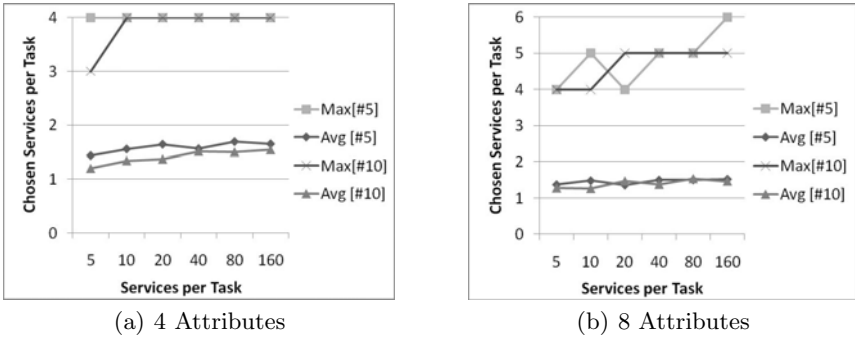 4
3
2
1
0
Chosen Services per Task
5 10 20 40 80 160
Services per Task
Max[#5]
Avg [#5]
Max[#10]
Avg [#10]
(a) 4 Attributes
6
5
4
3
2
1
0
Chosen Services per Task
5 10 20 40 80 160
Services per Task
Max[#5]
Avg [#5]
Max[#10]
Avg [#10]
(b) 8 Attributes